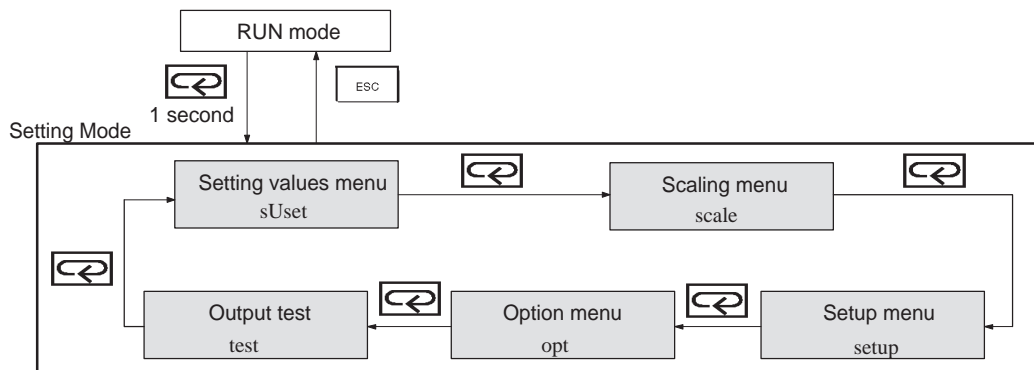 RUN mode
ESC
1 second
Setting Mode
Setting values menu
sUset
Scaling menu
scale
Output test
test
Option menu
opt
Setup menu
setup